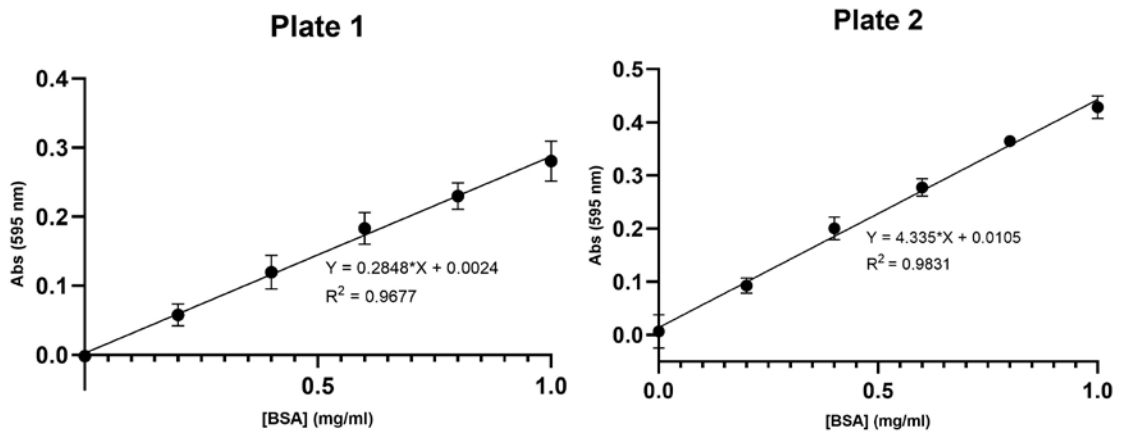 Plate 1
0.4
0.3
0.2
0.1
0.0
Abs (595 nm)
Y = 0.2848*X + 0.0024
R² = 0.9677
0.5
1.0
[BSA] (mg/ml)
Plate 2
0.5
0.4
0.3
0.2
0.1
0.0
Abs (595 nm)
Y = 4.335*X + 0.0105
R² = 0.9831
0.0
0.5
1.0
[BSA] (mg/ml)